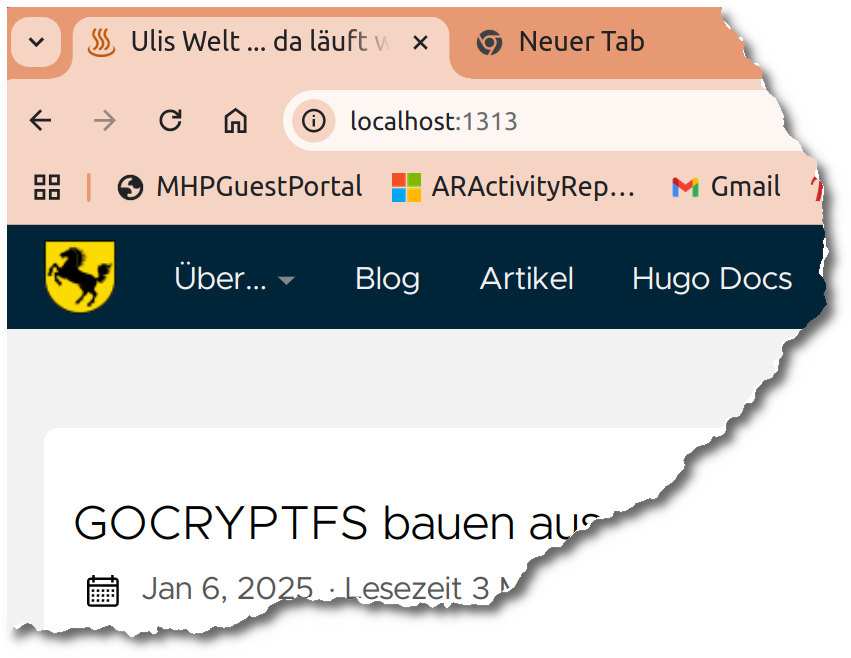 Ulis Welt ... da läuft
Neuer Tab
localhost:1313
MHPGuestPortal
ARActivityRep...
Gmail
Über...
Blog
Artikel
Hugo Docs
GOCRYPTFS bauen aus
Jan 6, 2025 · Lesezeit 3